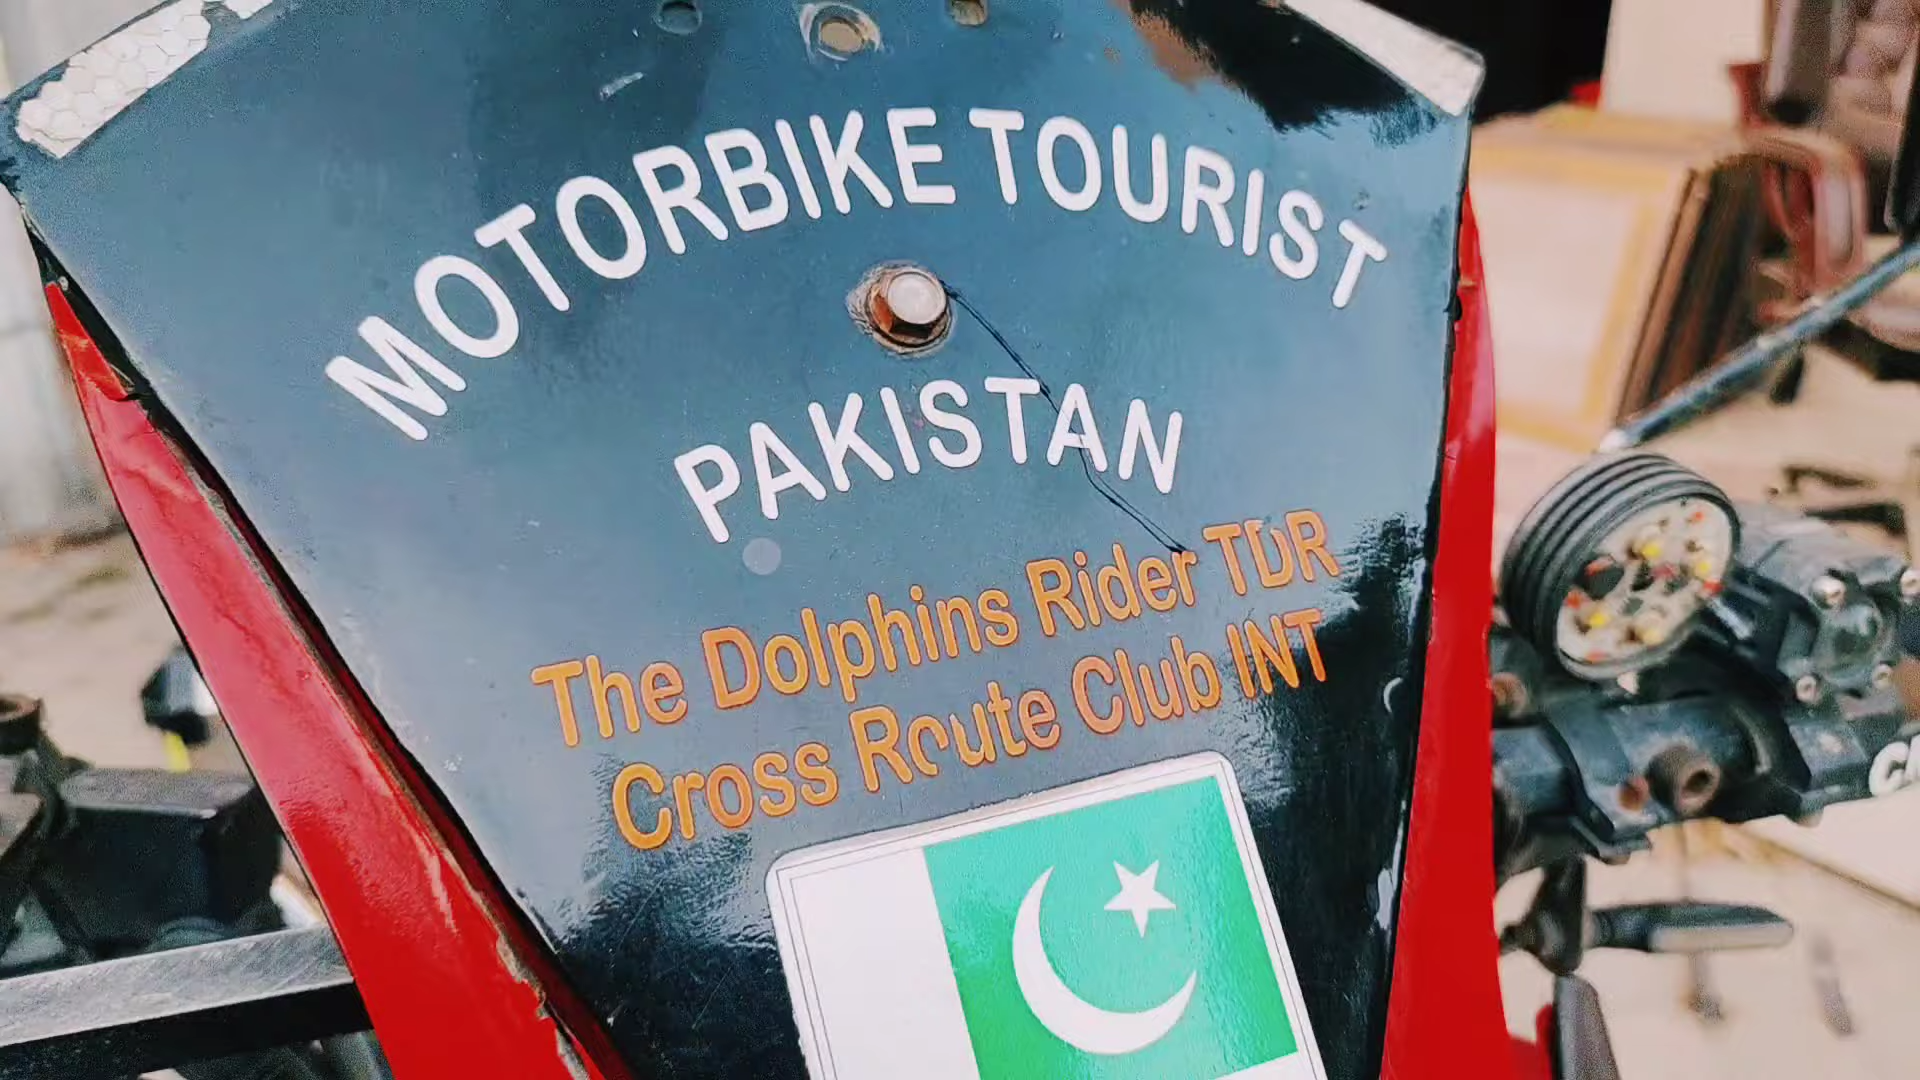 MOTORBIKE TOURIST
PAKISTAN
The Dolphins Rider TDR
Cross Route Club INT